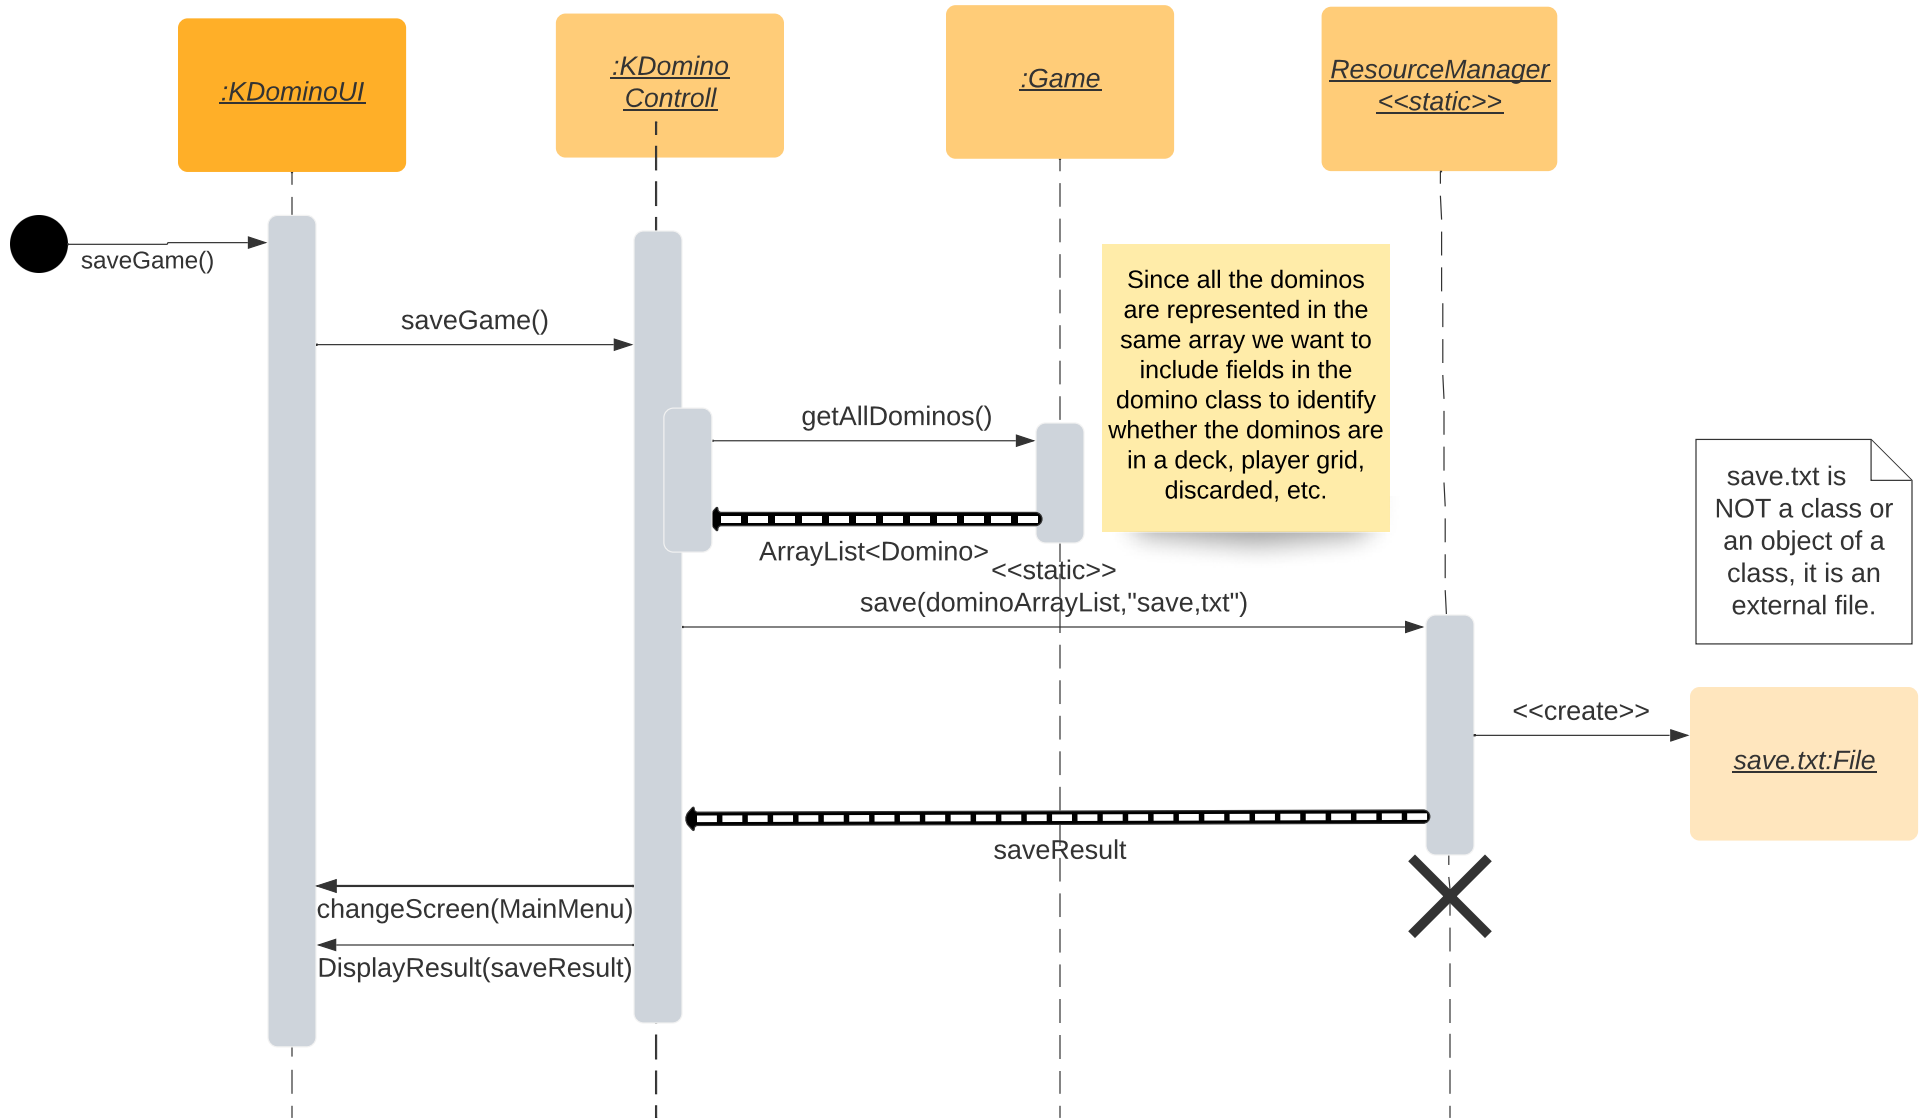 :KDominoUI
:KDomino
Controll
:Game
ResourceManager
<<static>>
saveGame()
saveGame()
getAllDominos()
Since all the dominos
are represented in the
same array we want to
include fields in the
domino class to identify
whether the dominos are
in a deck, player grid,
discarded, etc.
ArrayList<Domino>
<<static>>
save(dominoArrayList,"save,txt")
save.txt is
NOT a class or
an object of a
class, it is an
external file.
<<create>>
save.txt:File
saveResult
changeScreen(MainMenu)
DisplayResult(saveResult)